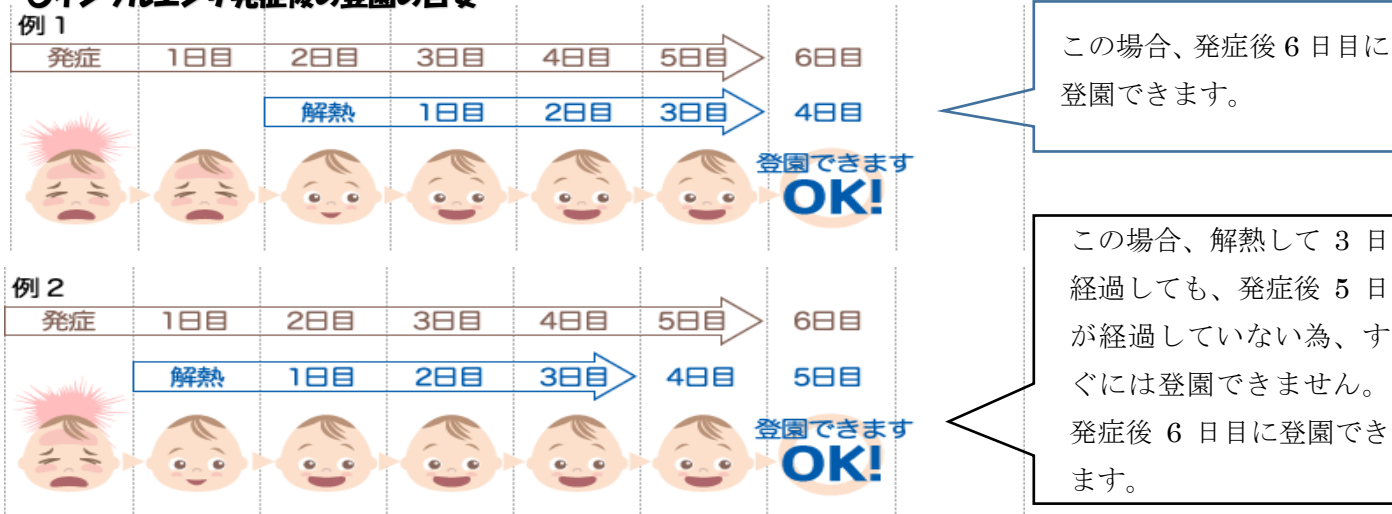 例１
発症 1日目 2日目 3日目 4日目 5日目 6日目
解熱 1日目 2日目 3日目 4日目
登園できます
OK!
この場合、発症後 6 日目に
登園できます。
例２
発症 1日目 2日目 3日目 4日目 5日目 6日目
解熱 1日目 2日目 3日目 4日目 5日目
登園できます
OK!
この場合、解熱して 3 日
経過しても、発症後 5 日
が経過していない為、す
ぐには登園できません。
発症後 6 日目に登園でき
ます。